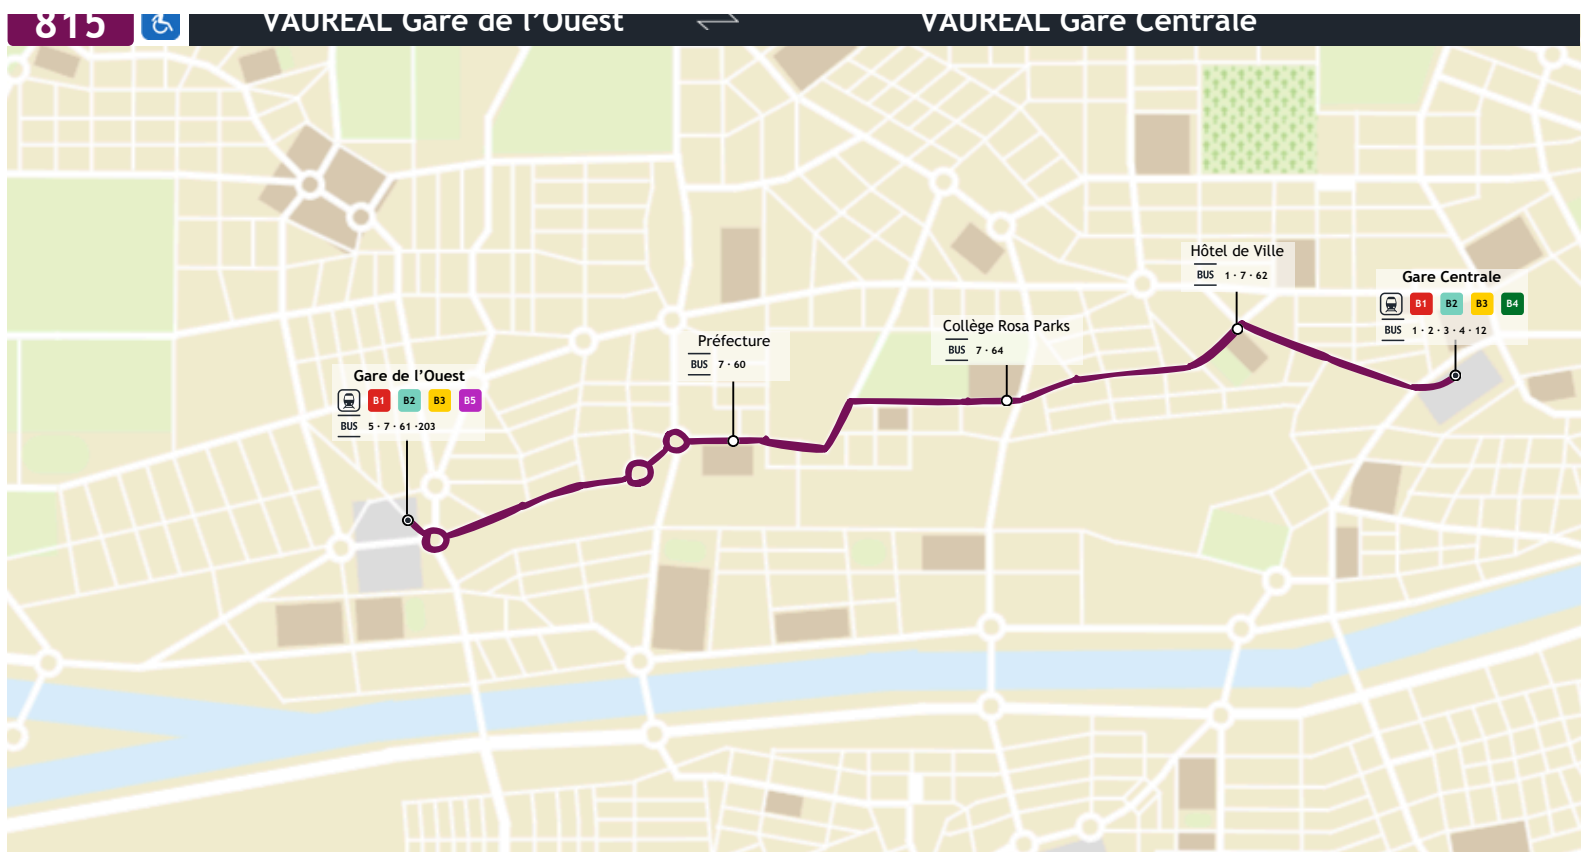 815 VAUREAL Gare de l’Ouest VAUREAL Gare Centrale
Hôtel de Ville
BUS 1 · 7 · 62
Gare Centrale
B1 B2 B3 B4
BUS 1 · 2 · 3 · 4 · 12
Collège Rosa Parks
BUS 7 · 64
Préfecture
BUS 7 · 60
Gare de l’Ouest
B1 B2 B3 B5
BUS 5 · 7 · 61 ·203